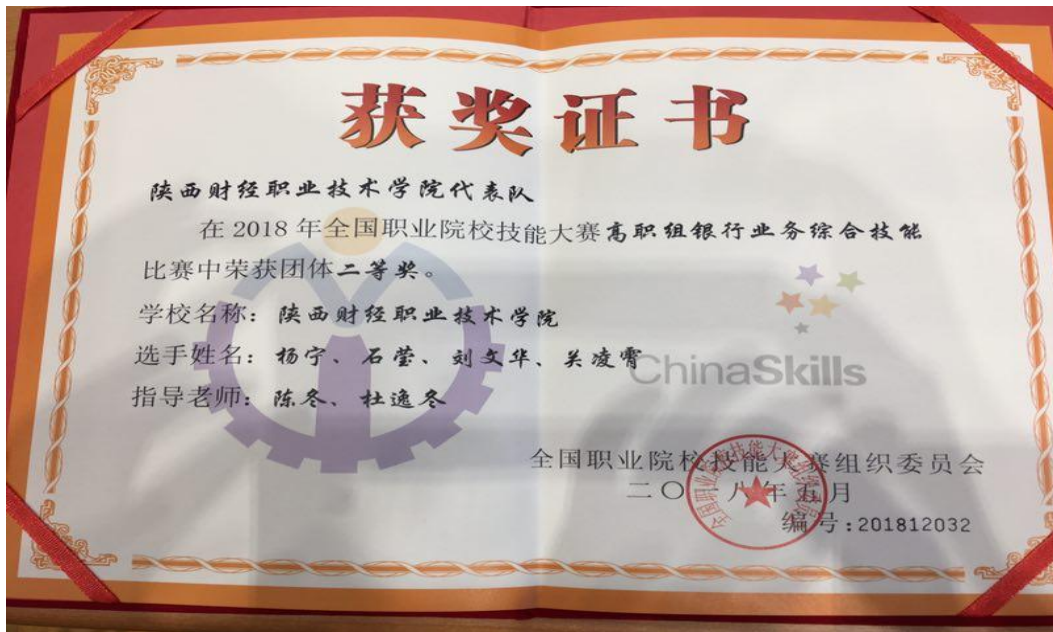 获奖证书
陕西财经职业技术学院代表队
在2018年全国职业院校技能大赛高职组银行业务综合技能
比赛中荣获团体二等奖。
学校名称：陕西财经职业技术学院
选手姓名：杨宁、石莹、刘文华、关凌霄
指导老师：陈冬、杜逸冬
ChinaSkills
全国职业院校技能大赛组织委员会
二〇一八年五月
编号:201812032